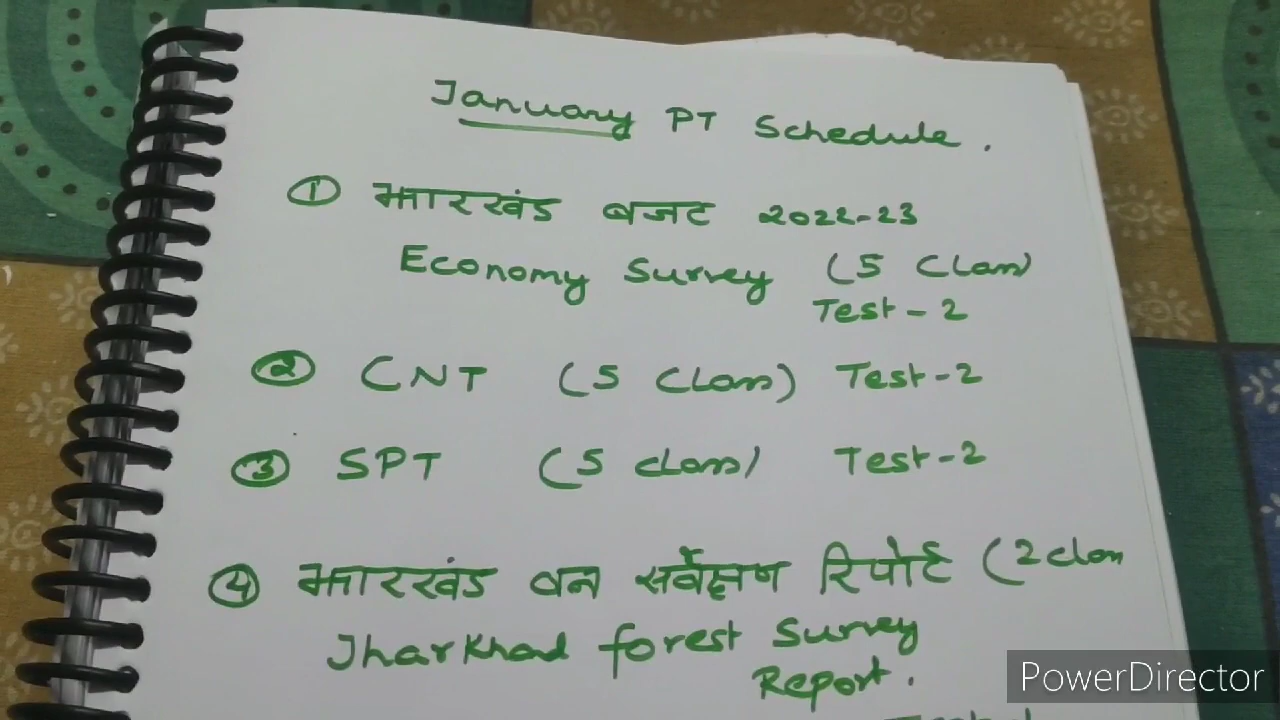 January PT Schedule.
① झारखंड बजट 2022-23
Economy Survey (5 Class)
Test-2
② CNT (5 Class) Test-2
③ SPT (5 class) Test-2
④ झारखंड वन सर्वेक्षण रिपोर्ट (2 class
Jharkhad forest Survey
Report.
PowerDirector